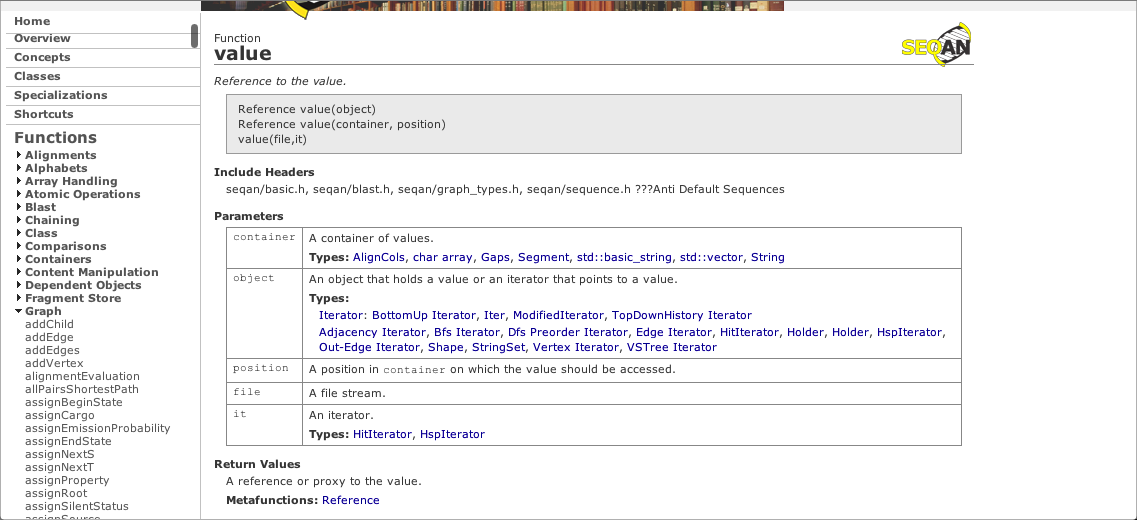 Home
Overview
Concepts
Classes
Specializations
Shortcuts
Functions
Alignments
Alphabets
Array Handling
Atomic Operations
Blast
Chaining
Class
Comparisons
Containers
Content Manipulation
Dependent Objects
Fragment Store
Graph
addChild
addEdge
addEdges
addVertex
alignmentEvaluation
allPairsShortestPath
assignBeginState
assignCargo
assignEmissionProbability
assignEndState
assignNextS
assignNextT
assignProperty
assignRoot
assignSilentStatus
assignSource
Function
value
SEQAN
Reference to the value.
Reference value(object)
Reference value(container, position)
value(file,it)
Include Headers
seqan/basic.h, seqan/blast.h, seqan/graph_types.h, seqan/sequence.h ???Anti Default Sequences
Parameters
container A container of values.
Types: AlignCols, char array, Gaps, Segment, std::basic_string, std::vector, String
object An object that holds a value or an iterator that points to a value.
Types:
Iterator: BottomUp Iterator, Iter, ModifiedIterator, TopDownHistory Iterator
Adjacency Iterator, Bfs Iterator, Dfs Preorder Iterator, Edge Iterator, HitIterator, Holder, Holder, HspIterator,
Out-Edge Iterator, Shape, StringSet, Vertex Iterator, VSTree Iterator
position A position in container on which the value should be accessed.
file A file stream.
it An iterator.
Types: HitIterator, HspIterator
Return Values
A reference or proxy to the value.
Metafunctions: Reference